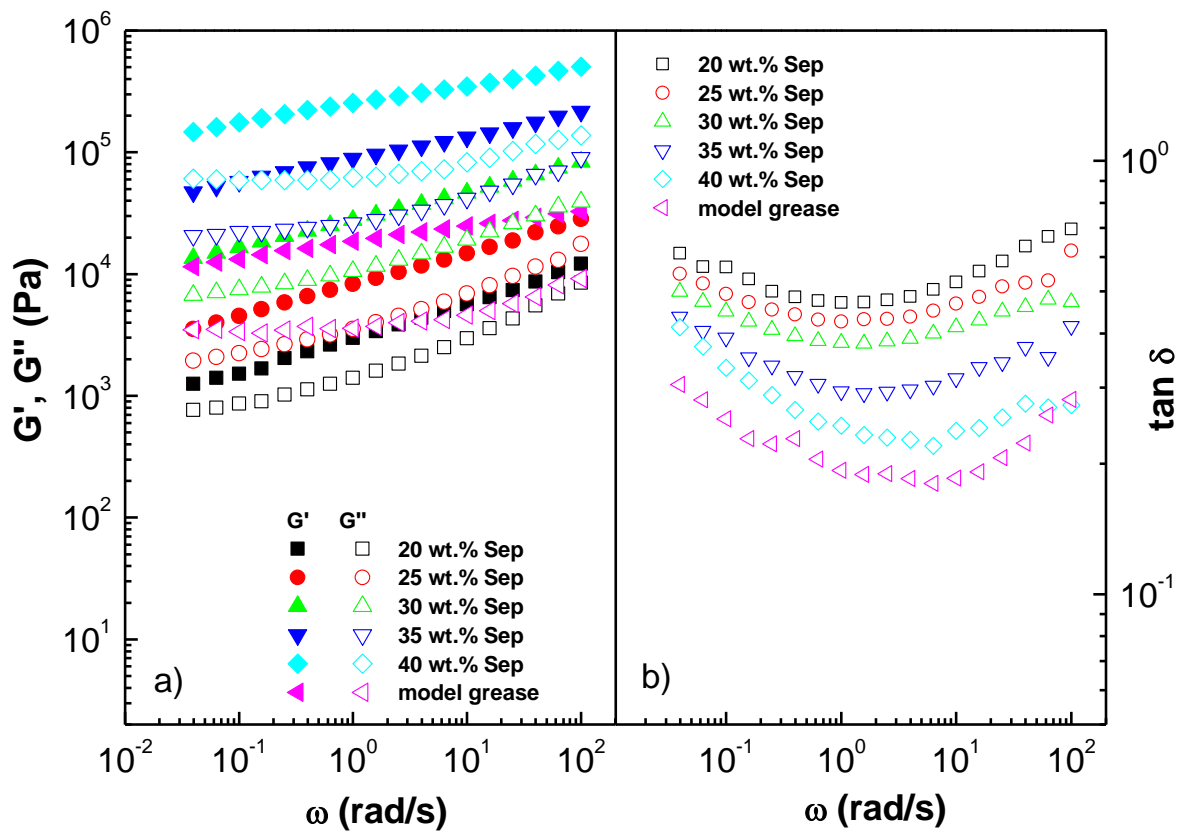 10^6
10^5
10^4
10^3
10^2
10^1
G', G'' (Pa)
G' G''
20 wt.% Sep
25 wt.% Sep
30 wt.% Sep
35 wt.% Sep
40 wt.% Sep
model grease
a)
10^-2 10^-1 10^0 10^1 10^2
ω (rad/s)
20 wt.% Sep
25 wt.% Sep
30 wt.% Sep
35 wt.% Sep
40 wt.% Sep
model grease
b)
10^-1 10^0 10^1 10^2
ω (rad/s)
10^0
10^-1
tan δ